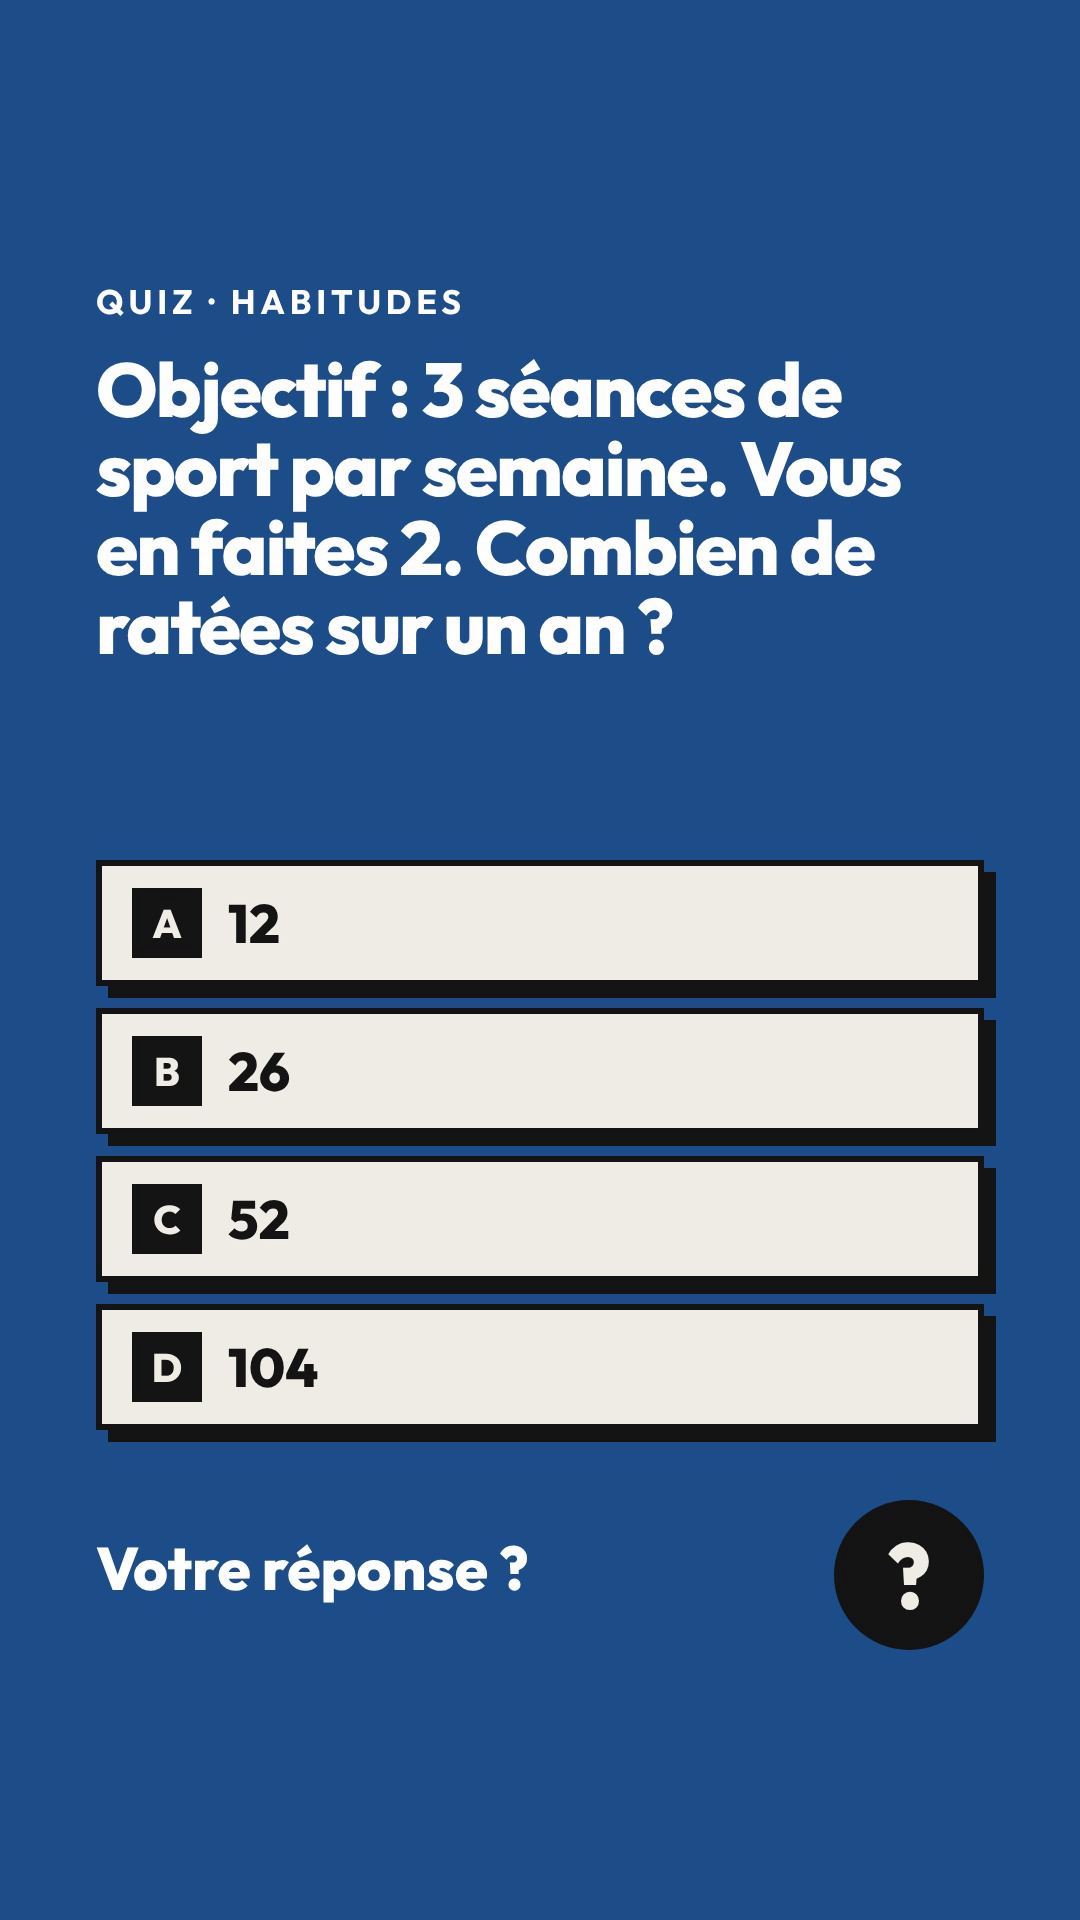 QUIZ · HABITUDES
Objectif : 3 séances de
sport par semaine. Vous
en faites 2. Combien de
ratées sur un an ?
A 12
B 26
C 52
D 104
Votre réponse ?
?